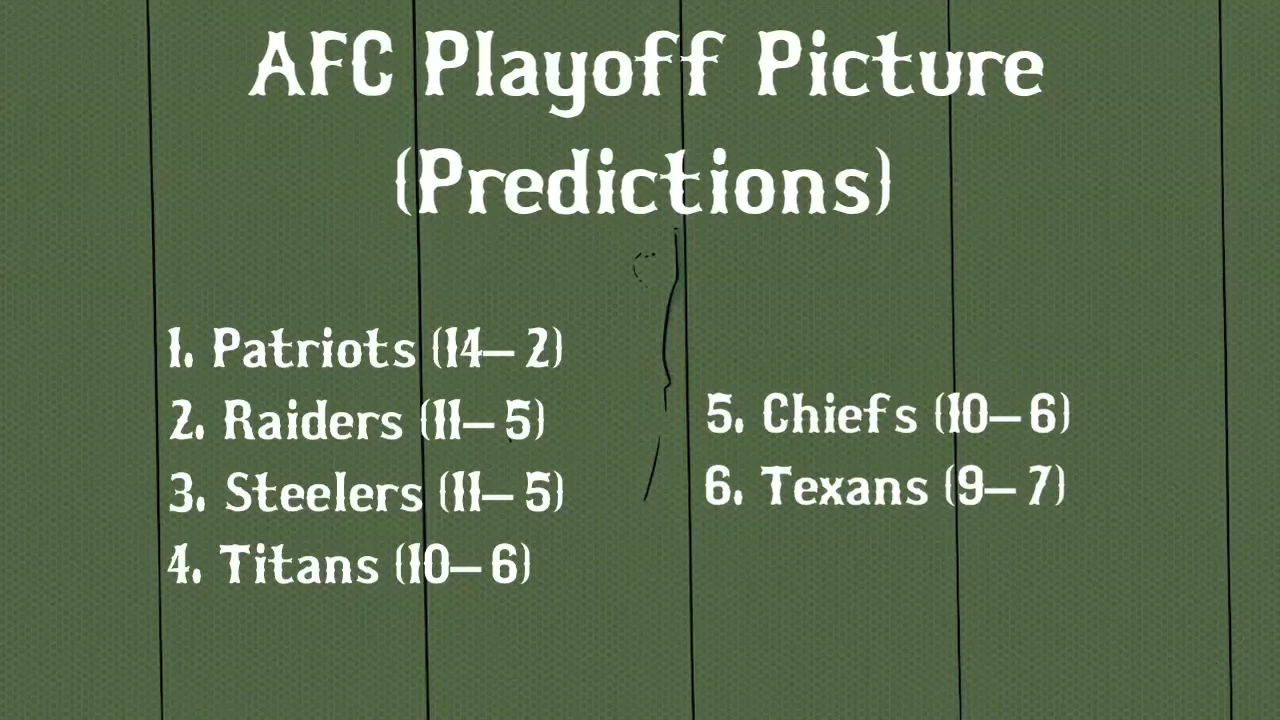 AFC Playoff Picture
(Predictions)
1. Patriots (14–2)
2. Raiders (11–5)
3. Steelers (11–5)
4. Titans (10–6)
5. Chiefs (10–6)
6. Texans (9–7)